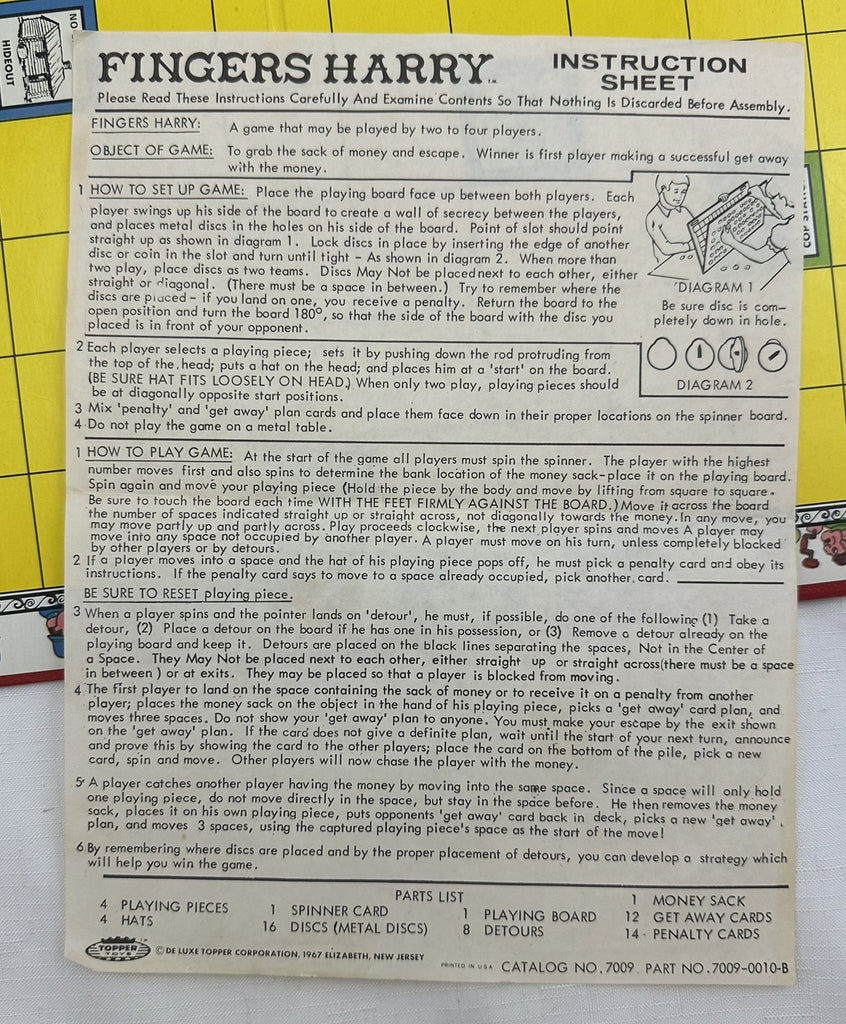 NO
HIDEOUT
FINGERS HARRY T.M.
INSTRUCTION
SHEET
Please Read These Instructions Carefully And Examine Contents So That Nothing Is Discarded Before Assembly.
FINGERS HARRY: A game that may be played by two to four players.
OBJECT OF GAME: To grab the sack of money and escape. Winner is first player making a successful get away
with the money.
1 HOW TO SET UP GAME: Place the playing board face up between both players. Each
player swings up his side of the board to create a wall of secrecy between the players,
and places metal discs in the holes on his side of the board. Point of slot should point
straight up as shown in diagram 1. Lock discs in place by inserting the edge of another
disc or coin in the slot and turn until tight - As shown in diagram 2. When more than
two play, place discs as two teams. Discs May Not be placed next to each other, either
straight or diagonal. (There must be a space in between.) Try to remember where the
discs are placed - if you land on one, you receive a penalty. Return the board to the
open position and turn the board 180°, so that the side of the board with the disc you
placed is in front of your opponent.
DIAGRAM 1
Be sure disc is com-
pletely down in hole.
DIAGRAM 2
COP STATI
2 Each player selects a playing piece; sets it by pushing down the rod protruding from
the top of the head; puts a hat on the head; and places him at a 'start' on the board.
(BE SURE HAT FITS LOOSELY ON HEAD.) When only two play, playing pieces should
be at diagonally opposite start positions.
3 Mix 'penalty' and 'get away' plan cards and place them face down in their proper locations on the spinner board.
4 Do not play the game on a metal table.
1 HOW TO PLAY GAME: At the start of the game all players must spin the spinner. The player with the highest
number moves first and also spins to determine the bank location of the money sack-place it on the playing board.
Spin again and move your playing piece (Hold the piece by the body and move by lifting from square to square.
Be sure to touch the board each time WITH THE FEET FIRMLY AGAINST THE BOARD.) Move it across the board
the number of spaces indicated straight up or straight across, not diagonally towards the money. In any move, you
may move partly up and partly across. Play proceeds clockwise, the next player spins and moves A player may
move into any space not occupied by another player. A player must move on his turn, unless completely blocked
by other players or by detours.
2 If a player moves into a space and the hat of his playing piece pops off, he must pick a penalty card and obey its
instructions. If the penalty card says to move to a space already occupied, pick another card.
BE SURE TO RESET playing piece.
3 When a player spins and the pointer lands on 'detour', he must, if possible, do one of the following (1) Take a
detour, (2) Place a detour on the board if he has one in his possession, or (3) Remove a detour already on the
playing board and keep it. Detours are placed on the black lines separating the spaces, Not in the Center of
a Space. They May Not be placed next to each other, either straight up or straight across(there must be a space
in between ) or at exits. They may be placed so that a player is blocked from moving.
4 The first player to land on the space containing the sack of money or to receive it on a penalty from another
player; places the money sack on the object in the hand of his playing piece, picks a 'get away' card plan, and
moves three spaces. Do not show your 'get away' plan to anyone. You must make your escape by the exit shown
on the 'get away' plan. If the card does not give a definite plan, wait until the start of your next turn, announce
and prove this by showing the card to the other players; place the card on the bottom of the pile, pick a new
card, spin and move. Other players will now chase the player with the money.
5 A player catches another player having the money by moving into the same space. Since a space will only hold
one playing piece, do not move directly in the space, but stay in the space before. He then removes the money
sack, places it on his own playing piece, puts opponents 'get away' card back in deck, picks a new 'get away'
plan, and moves 3 spaces, using the captured playing piece's space as the start of the move!
6 By remembering where discs are placed and by the proper placement of detours, you can develop a strategy which
will help you win the game.
PARTS LIST
4 PLAYING PIECES
4 HATS
1 SPINNER CARD
16 DISCS (METAL DISCS)
1 PLAYING BOARD
8 DETOURS
1 MONEY SACK
12 GET AWAY CARDS
14 PENALTY CARDS
TOPPER TOYS TM
© DE LUXE TOPPER CORPORATION, 1967 ELIZABETH, NEW JERSEY
PRINTED IN U.S.A CATALOG NO. 7009 PART NO. 7009-0010-B